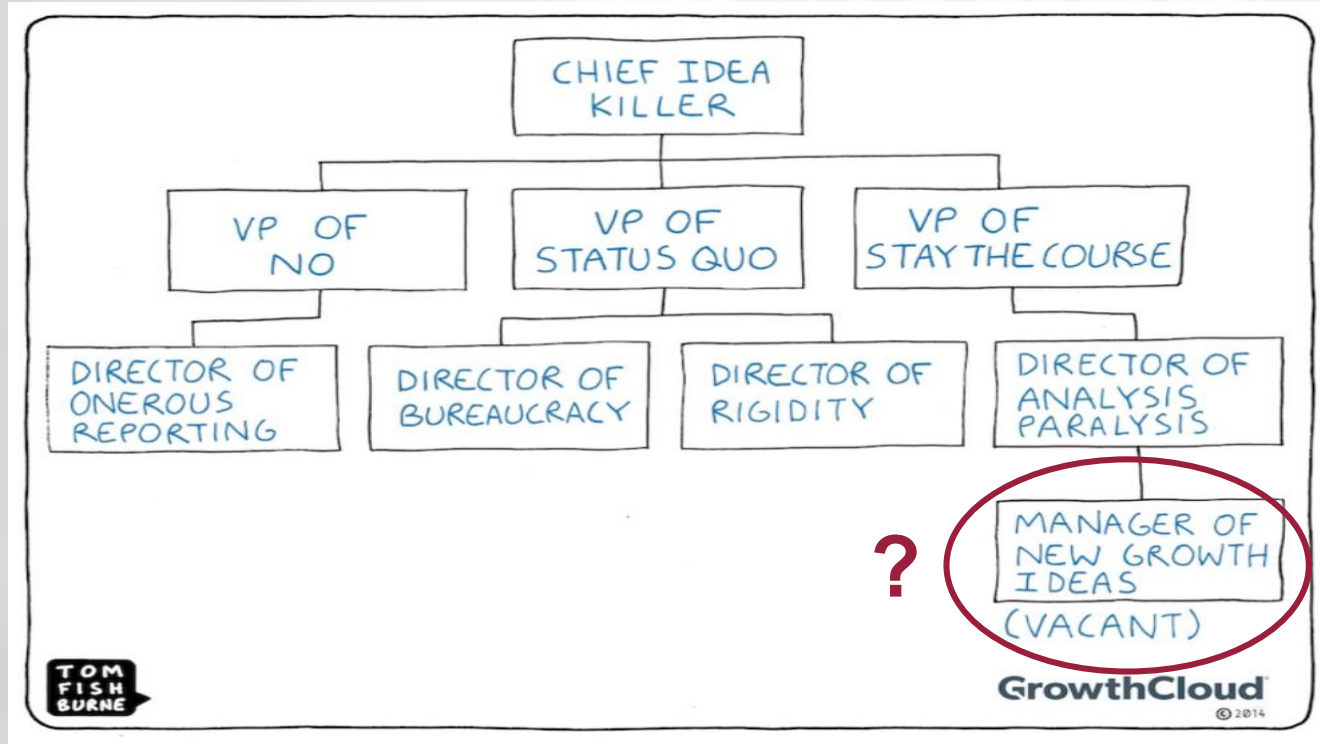 CHIEF IDEA
KILLER
VP OF
NO
VP OF
STATUS QUO
VP OF
STAY THE COURSE
DIRECTOR OF
ONEROUS
REPORTING
DIRECTOR OF
BUREAUCRACY
DIRECTOR OF
RIGIDITY
DIRECTOR OF
ANALYSIS
PARALYSIS
?
MANAGER OF
NEW GROWTH
IDEAS
(VACANT)
TOM
FISH
BURNE
GrowthCloud
© 2014